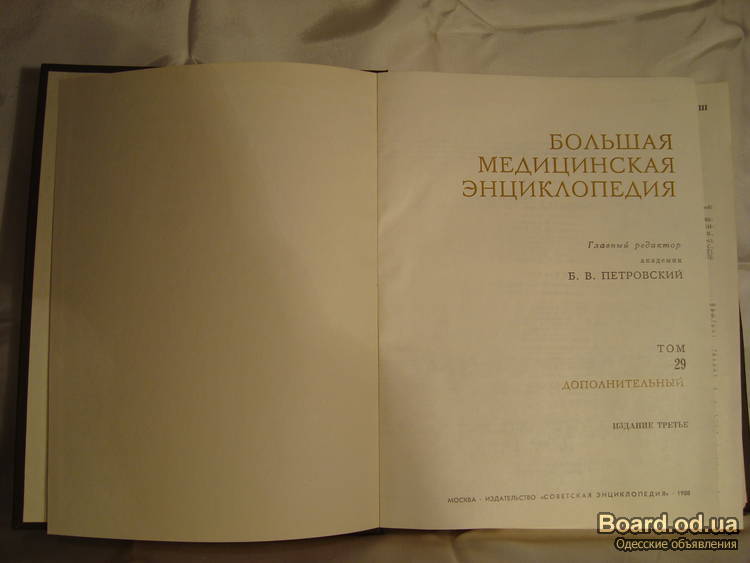 БОЛЬШАЯ
МЕДИЦИНСКАЯ
ЭНЦИКЛОПЕДИЯ
Главный редактор
академик
Б. В. ПЕТРОВСКИЙ
ТОМ
29
ДОПОЛНИТЕЛЬНЫЙ
ИЗДАНИЕ ТРЕТЬЕ
МОСКВА · ИЗДАТЕЛЬСТВО «СОВЕТСКАЯ ЭНЦИКЛОПЕДИЯ» · 1988
III
Board.od.ua
Одесские объявления